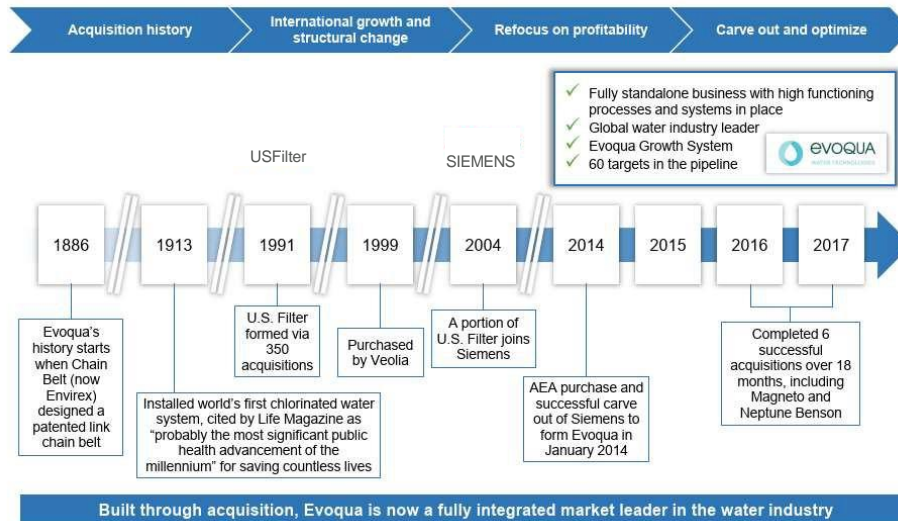 Acquisition history
International growth and
structural change
Refocus on profitability
Carve out and optimize
✓ Fully standalone business with high functioning
processes and systems in place
✓ Global water industry leader
✓ Evoqua Growth System
✓ 60 targets in the pipeline
evoQUA
WATER TECHNOLOGIES
USFilter
SIEMENS
1886
1913
1991
1999
2004
2014
2015
2016
2017
Evoqua's
history starts
when Chain
Belt (now
Envirex)
designed a
patented link
chain belt
Installed world's first chlorinated water
system, cited by Life Magazine as
“probably the most significant public
health advancement of the
millennium” for saving countless lives
U.S. Filter
formed via
350
acquisitions
Purchased
by Veolia
A portion of
U.S. Filter joins
Siemens
AEA purchase and
successful carve
out of Siemens to
form Evoqua in
January 2014
Completed 6
successful
acquisitions over 18
months, including
Magneto and
Neptune Benson
Built through acquisition, Evoqua is now a fully integrated market leader in the water industry